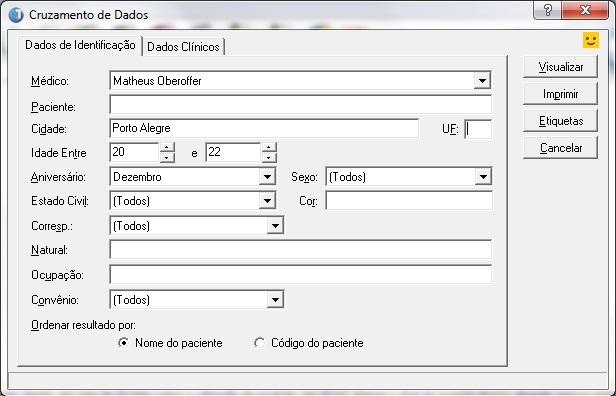 Cruzamento de Dados
Dados de Identificação Dados Clínicos
Médico: Matheus Oberoffer
Paciente:
Cidade: Porto Alegre UF:
Idade Entre 20 e 22
Aniversário: Dezembro Sexo: (Todos)
Estado Civil: (Todos) Cor:
Corresp.: (Todos)
Natural:
Ocupação:
Convênio: (Todos)
Ordenar resultado por:
Nome do paciente Código do paciente
Visualizar
Imprimir
Etiquetas
Cancelar